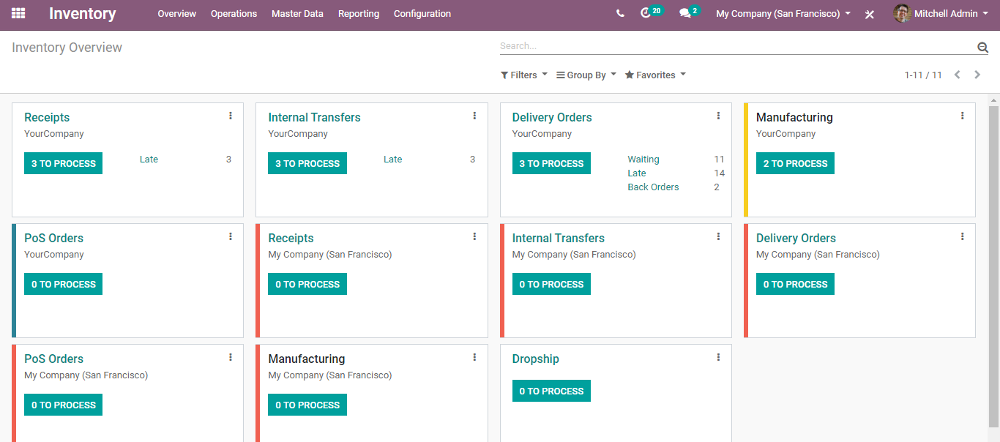 Inventory Overview Operations Master Data Reporting Configuration 20 2 My Company (San Francisco) Mitchell Admin
Inventory Overview
Search...
Filters Group By Favorites 1-11 / 11
Receipts
YourCompany
3 TO PROCESS
Late 3
Internal Transfers
YourCompany
3 TO PROCESS
Late 3
Delivery Orders
YourCompany
3 TO PROCESS
Waiting 11
Late 14
Back Orders 2
Manufacturing
YourCompany
2 TO PROCESS
PoS Orders
YourCompany
0 TO PROCESS
Receipts
My Company (San Francisco)
0 TO PROCESS
Internal Transfers
My Company (San Francisco)
0 TO PROCESS
Delivery Orders
My Company (San Francisco)
0 TO PROCESS
PoS Orders
My Company (San Francisco)
0 TO PROCESS
Manufacturing
My Company (San Francisco)
0 TO PROCESS
Dropship
0 TO PROCESS